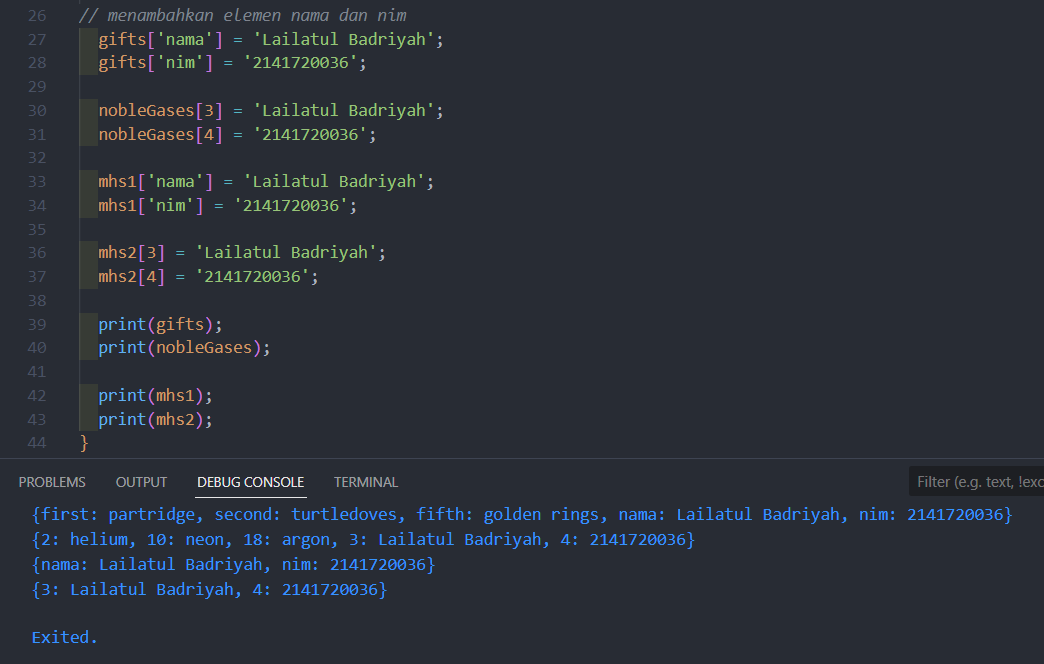 26 // menambahkan elemen nama dan nim
27 gifts['nama'] = 'Lailatul Badriyah';
28 gifts['nim'] = '2141720036';
29
30 nobleGases[3] = 'Lailatul Badriyah';
31 nobleGases[4] = '2141720036';
32
33 mhs1['nama'] = 'Lailatul Badriyah';
34 mhs1['nim'] = '2141720036';
35
36 mhs2[3] = 'Lailatul Badriyah';
37 mhs2[4] = '2141720036';
38
39 print(gifts);
40 print(nobleGases);
41
42 print(mhs1);
43 print(mhs2);
44 }
PROBLEMS OUTPUT DEBUG CONSOLE TERMINAL Filter (e.g. text, !exc
{first: partridge, second: turtledoves, fifth: golden rings, nama: Lailatul Badriyah, nim: 2141720036}
{2: helium, 10: neon, 18: argon, 3: Lailatul Badriyah, 4: 2141720036}
{nama: Lailatul Badriyah, nim: 2141720036}
{3: Lailatul Badriyah, 4: 2141720036}
Exited.